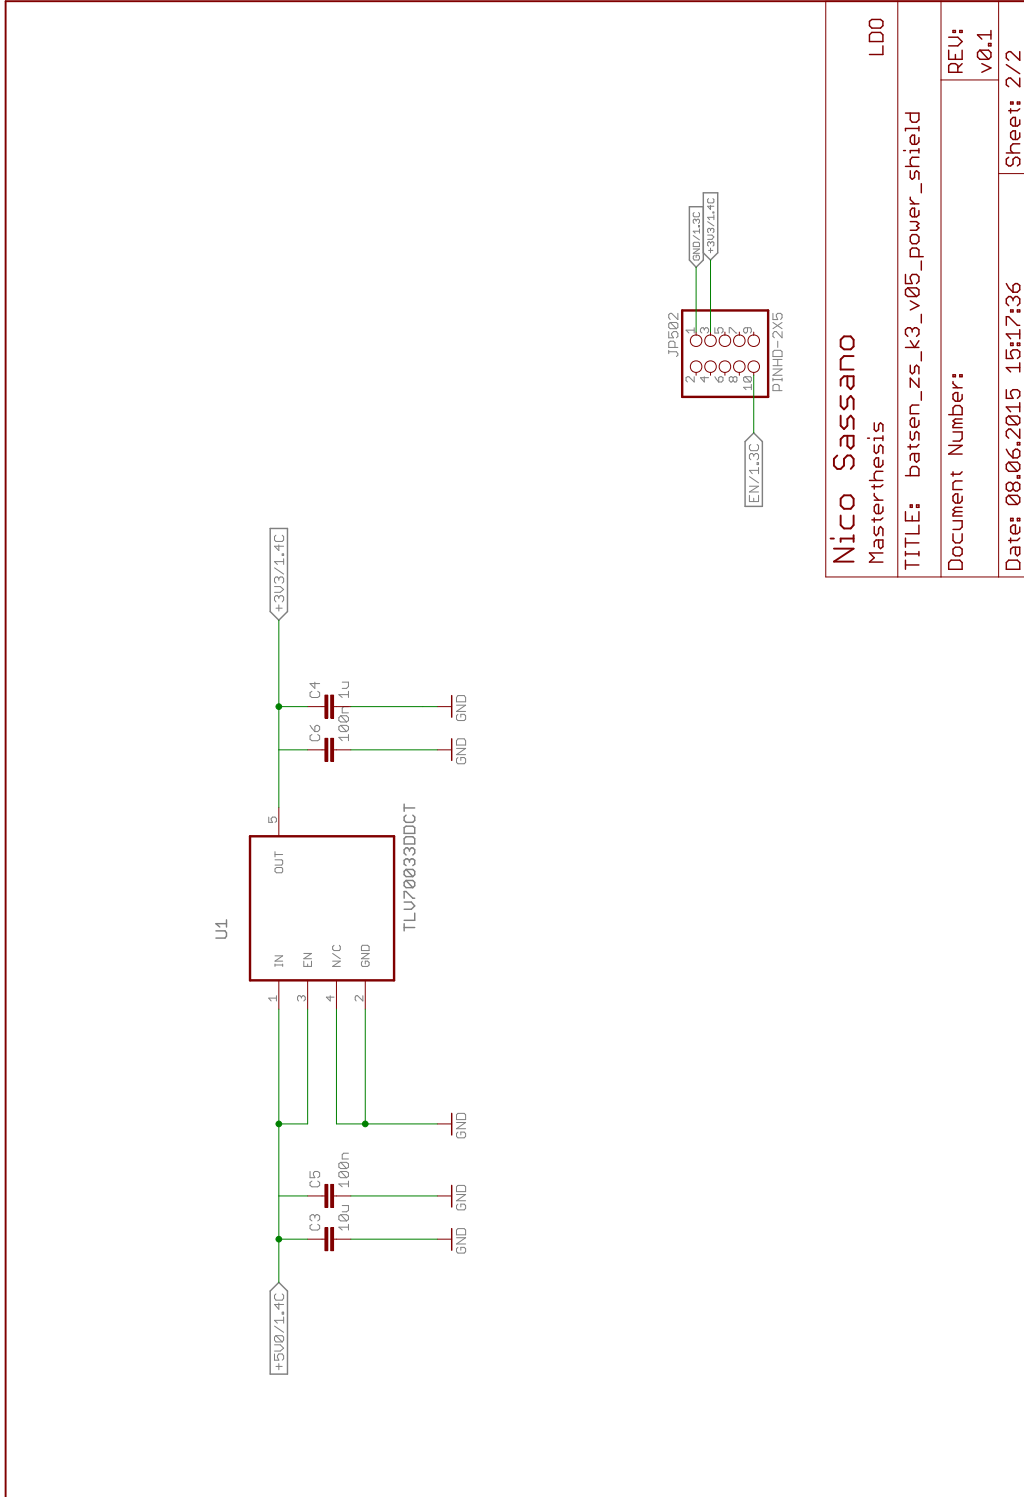 +5V0/1.4C
C3
10u
GND
C5
100n
GND
GND
U1
1
IN
3
EN
4
N/C
2
GND
OUT
5
TLV70033DDCT
C6
100n
GND
C4
1u
GND
+3V3/1.4C
EN/1.3C
JP502
2
1
4
3
6
5
8
7
10
9
PINHD-2X5
GND/1.3C
+3V3/1.4C
Nico Sassano
Masterthesis LDO
TITLE: batsen_zs_k3_v05_power_shield
Document Number:
REV:
v0.1
Date: 08.06.2015 15:17:36
Sheet: 2/2